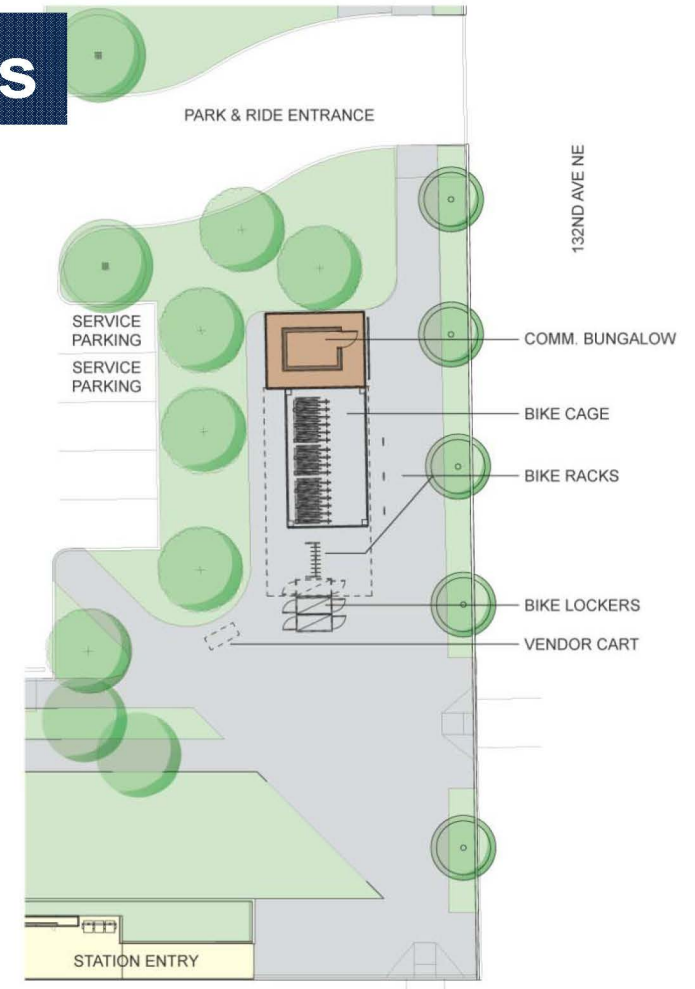 s
PARK & RIDE ENTRANCE
132ND AVE NE
SERVICE
PARKING
SERVICE
PARKING
COMM. BUNGALOW
BIKE CAGE
BIKE RACKS
BIKE LOCKERS
VENDOR CART
STATION ENTRY